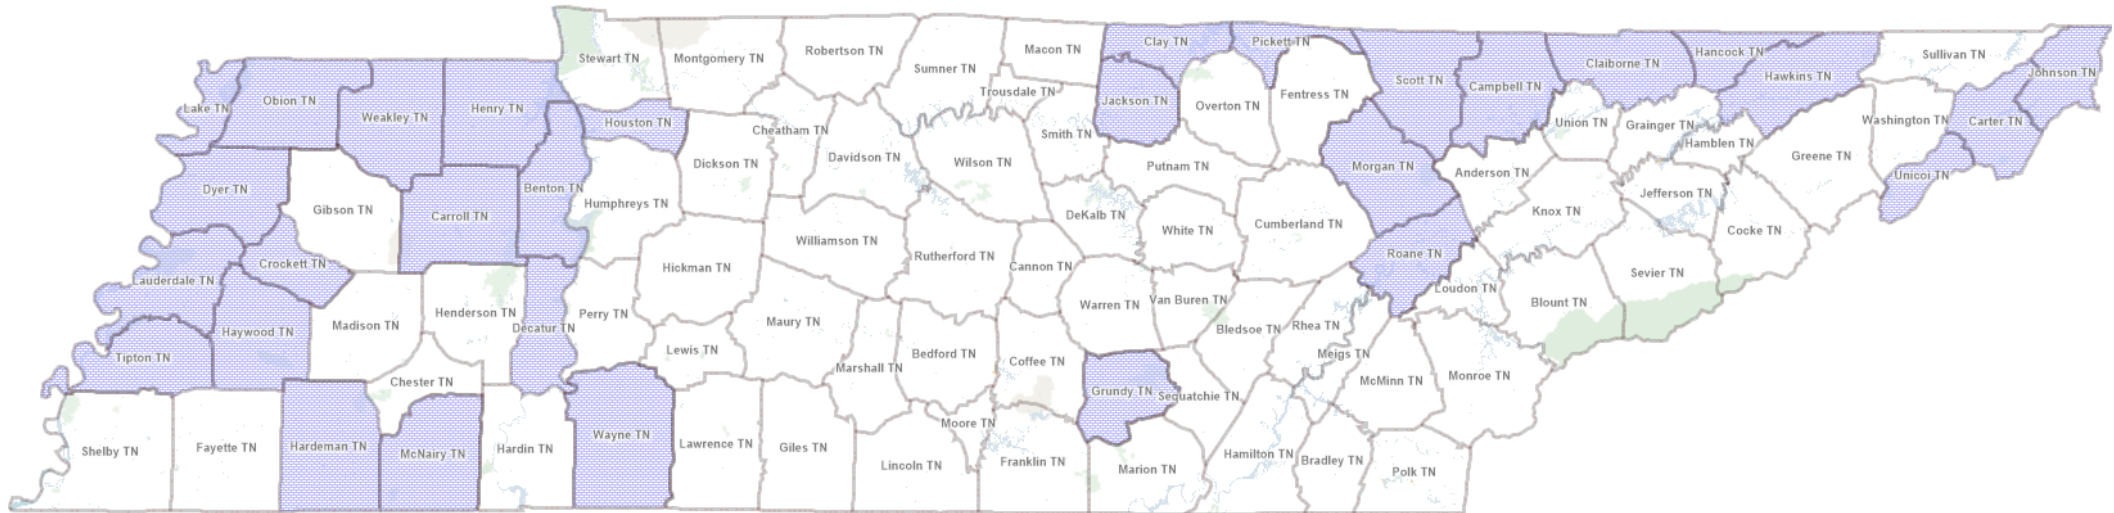 Stewart TN
Montgomery TN
Robertson TN
Sumner TN
Macon TN
Clay TN
Pickett TN
Scott TN
Campbell TN
Claiborne TN
Hancock TN
Hawkins TN
Sullivan TN
Johnson TN
Lake TN
Obion TN
Weakley TN
Henry TN
Houston TN
Cheatham TN
Trousdale TN
Jackson TN
Overton TN
Fentress TN
Union TN
Grainger TN
Hamblen TN
Washington TN
Carter TN
Dickson TN
Davidson TN
Wilson TN
Smith TN
Putnam TN
Morgan TN
Anderson TN
Greene TN
Unicoi TN
Dyer TN
Gibson TN
Carroll TN
Benton TN
Humphreys TN
Williamson TN
Rutherford TN
DeKalb TN
White TN
Cumberland TN
Knox TN
Jefferson TN
Cocke TN
Lauderdale TN
Crockett TN
Hickman TN
Cannon TN
Roane TN
Loudon TN
Blount TN
Sevier TN
Tipton TN
Haywood TN
Madison TN
Henderson TN
Decatur TN
Perry TN
Lewis TN
Maury TN
Marshall TN
Bedford TN
Coffee TN
Warren TN
Van Buren TN
Bledsoe TN
Rhea TN
Meigs TN
McMinn TN
Monroe TN
Chester TN
Grundy TN
Sequatchie TN
Shelby TN
Fayette TN
Hardeman TN
McNairy TN
Hardin TN
Wayne TN
Lawrence TN
Giles TN
Lincoln TN
Moore TN
Franklin TN
Marion TN
Hamilton TN
Bradley TN
Polk TN